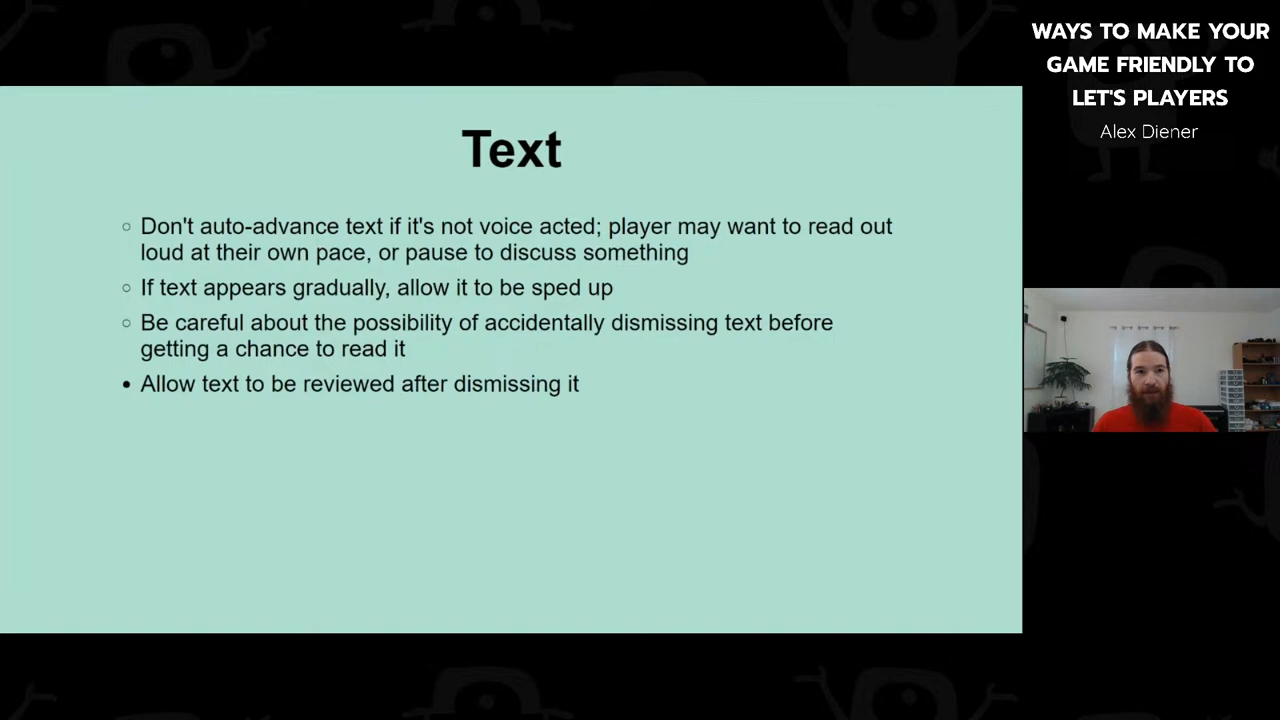 WAYS TO MAKE YOUR
GAME FRIENDLY TO
LET'S PLAYERS
Alex Diener
Text
◦ Don't auto-advance text if it's not voice acted; player may want to read out
loud at their own pace, or pause to discuss something
◦ If text appears gradually, allow it to be sped up
◦ Be careful about the possibility of accidentally dismissing text before
getting a chance to read it
• Allow text to be reviewed after dismissing it